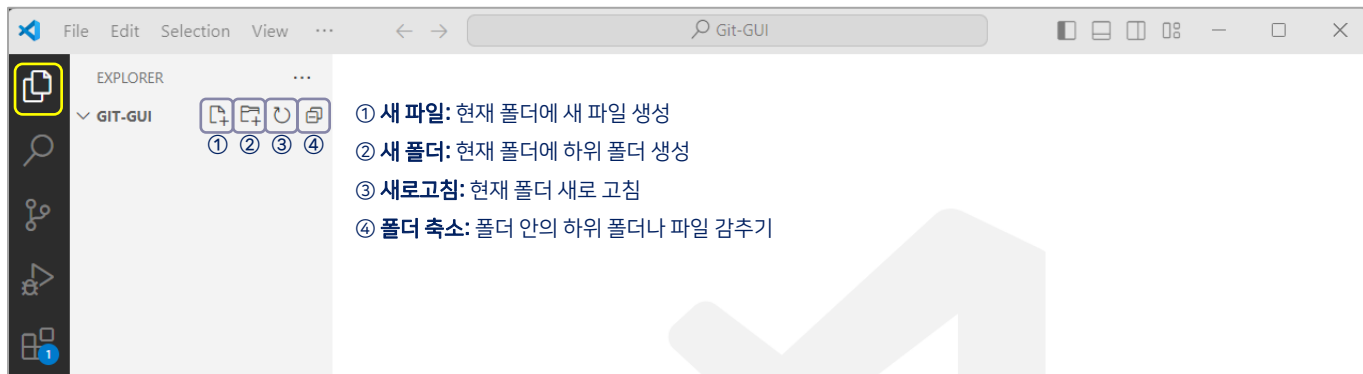 File Edit Selection View ··· Git-GUI
EXPLORER ···
GIT-GUI
① ② ③ ④
① 새 파일: 현재 폴더에 새 파일 생성
② 새 폴더: 현재 폴더에 하위 폴더 생성
③ 새로고침: 현재 폴더 새로 고침
④ 폴더 축소: 폴더 안의 하위 폴더나 파일 감추기
1